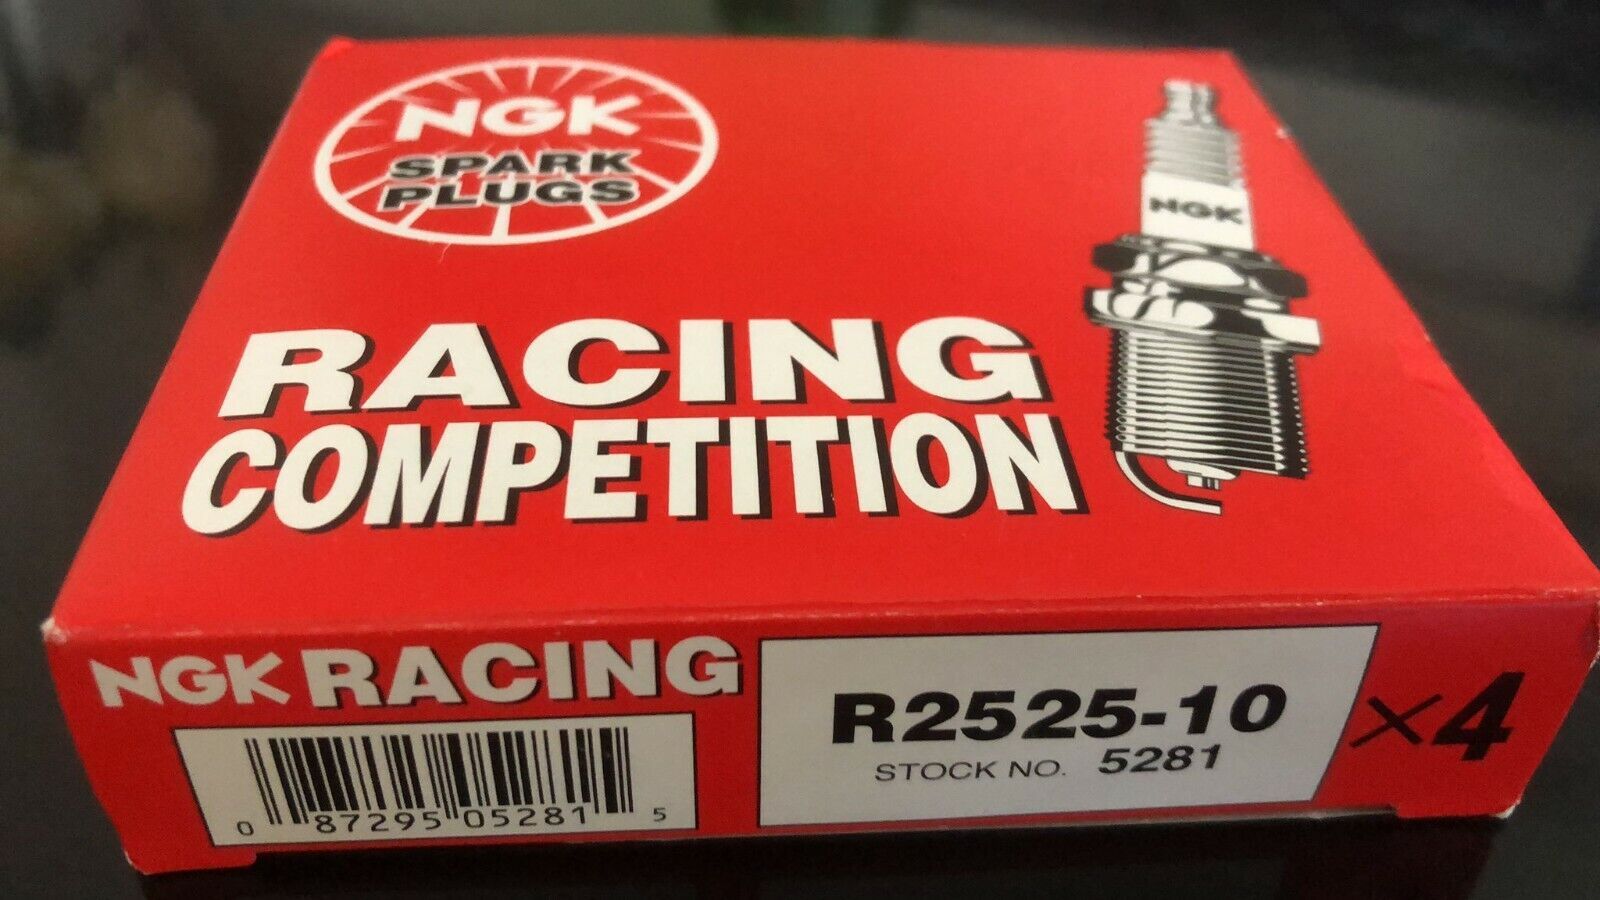 NGK
SPARK
PLUGS
NGK
RACING
COMPETITION
NGK RACING
R2525-10
STOCK NO. 5281
×4
0 87295 05281 5